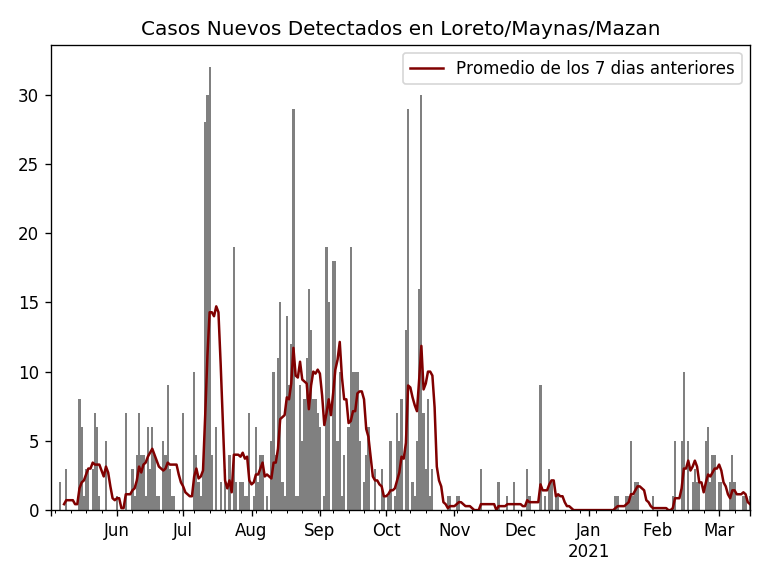 Casos Nuevos Detectados en Loreto/Maynas/Mazan
Promedio de los 7 dias anteriores
30
25
20
15
10
5
0
Jun Jul Aug Sep Oct Nov Dec Jan Feb Mar
2021